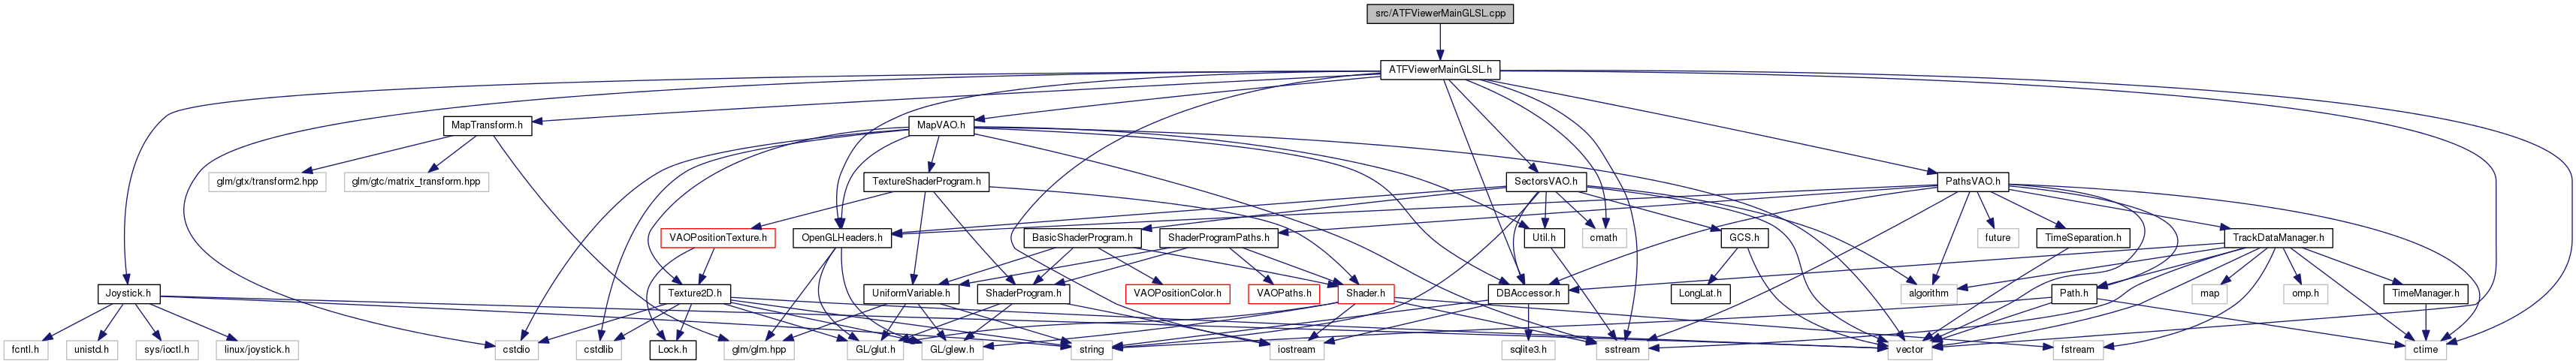 src/ATFViewerMainGLSL.cpp
ATFViewerMainGLSL.h
MapTransform.h
MapVAO.h
glm/gtx/transform2.hpp
glm/gtc/matrix_transform.hpp
TextureShaderProgram.h
SectorsVAO.h
PathsVAO.h
VAOPositionTexture.h
OpenGLHeaders.h
BasicShaderProgram.h
ShaderProgramPaths.h
Util.h
cmath
GCS.h
future
TimeSeparation.h
TrackDataManager.h
Joystick.h
Texture2D.h
UniformVariable.h
ShaderProgram.h
VAOPositionColor.h
VAOPaths.h
Shader.h
DBAccessor.h
LongLat.h
algorithm
Path.h
map
omp.h
TimeManager.h
fcntl.h
unistd.h
sys/ioctl.h
linux/joystick.h
cstdio
cstdlib
Lock.h
glm/glm.hpp
GL/glut.h
GL/glew.h
string
iostream
sqlite3.h
sstream
vector
fstream
ctime